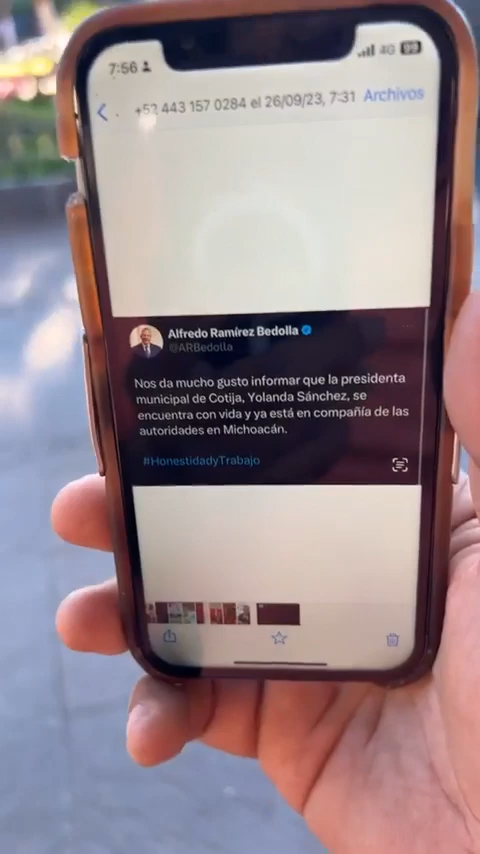 7:56
4G 99
+52 443 157 0284 el 26/09/23, 7:31 Archivos
Alfredo Ramírez Bedolla
@ARBedolla
Nos da mucho gusto informar que la presidenta
municipal de Cotija, Yolanda Sánchez, se
encuentra con vida y ya está en compañía de las
autoridades en Michoacán.
#HonestidadyTrabajo